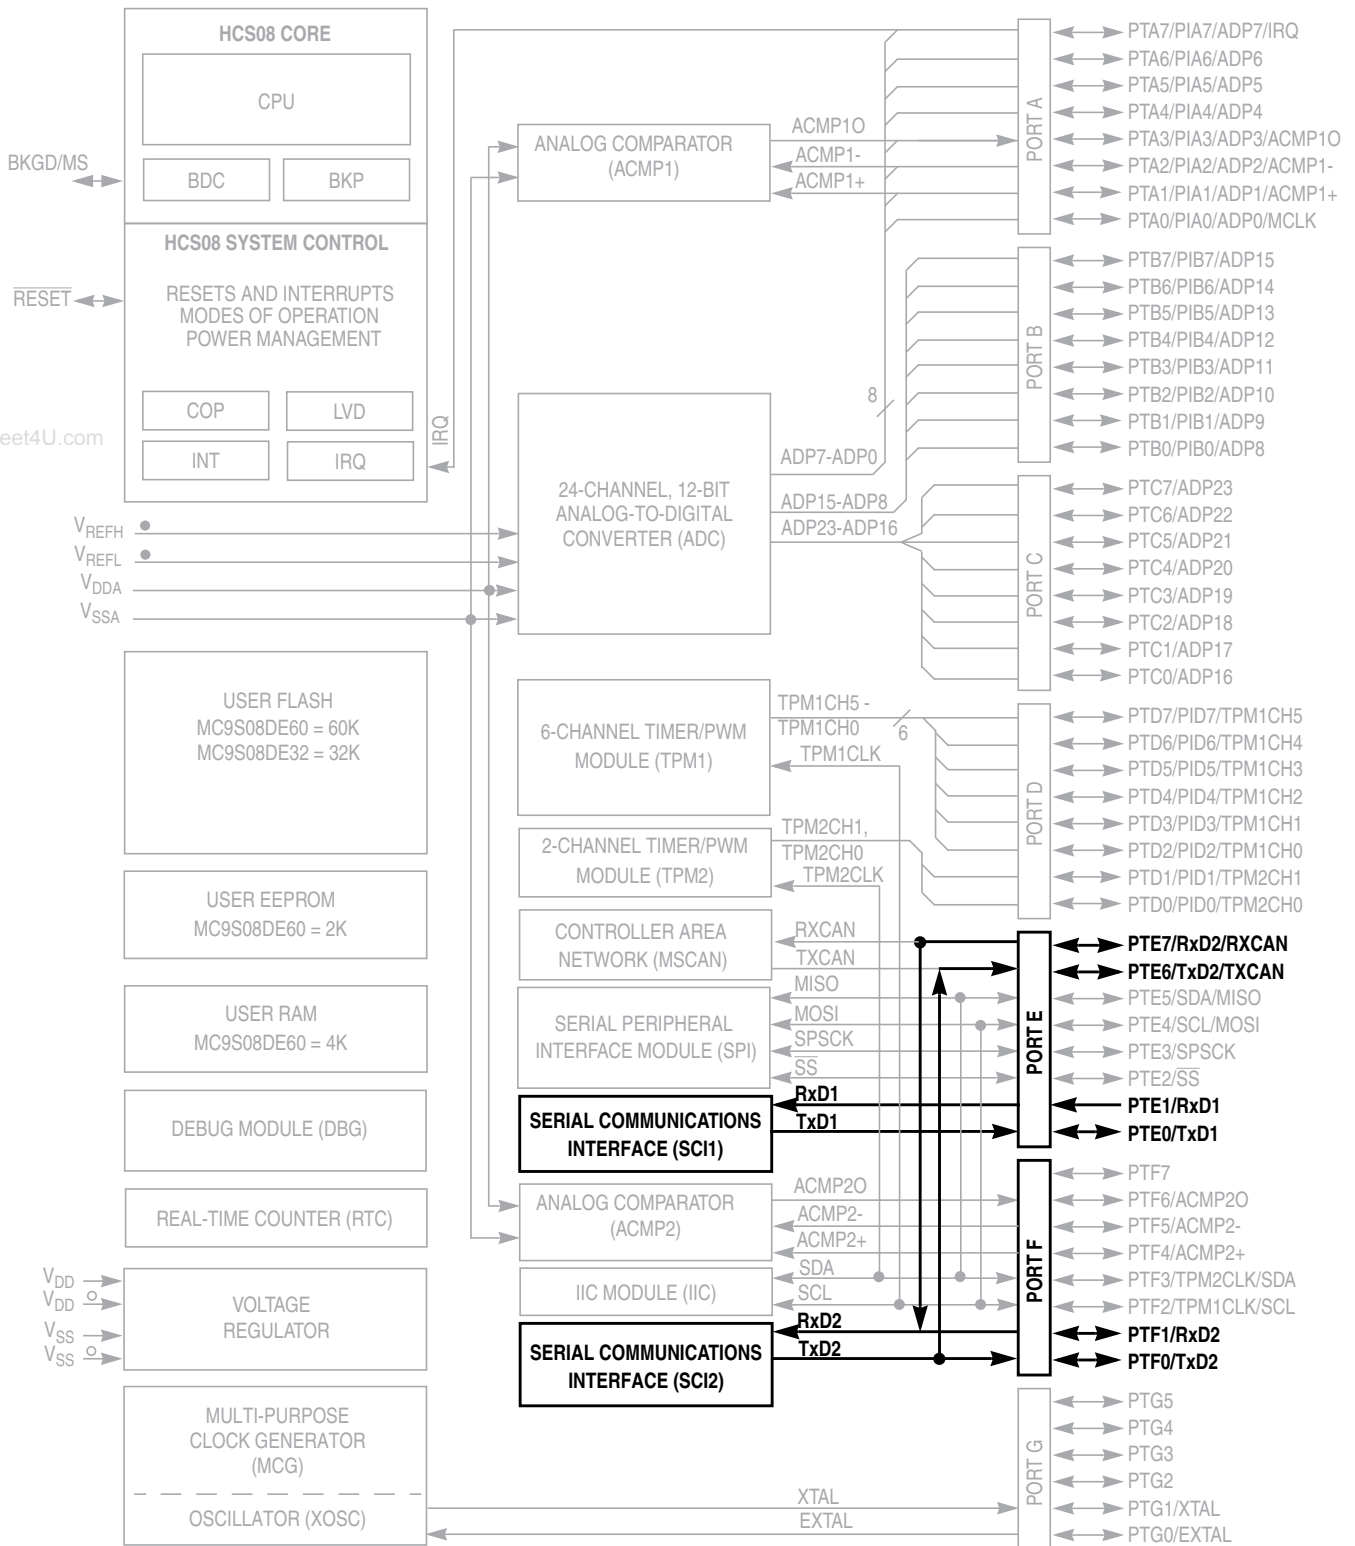 HCS08 CORE
CPU
BKGD/MS
BDC
BKP
HCS08 SYSTEM CONTROL
RESET
RESETS AND INTERRUPTS
MODES OF OPERATION
POWER MANAGEMENT
COP
LVD
eet4U.com
INT
IRQ
IRQ
VREFH
VREFL
VDDA
VSSA
USER FLASH
MC9S08DE60 = 60K
MC9S08DE32 = 32K
USER EEPROM
MC9S08DE60 = 2K
USER RAM
MC9S08DE60 = 4K
DEBUG MODULE (DBG)
REAL-TIME COUNTER (RTC)
VDD
VDD
VSS
VSS
VOLTAGE
REGULATOR
MULTI-PURPOSE
CLOCK GENERATOR
(MCG)
OSCILLATOR (XOSC)
ANALOG COMPARATOR
(ACMP1)
ACMP1O
ACMP1-
ACMP1+
24-CHANNEL, 12-BIT
ANALOG-TO-DIGITAL
CONVERTER (ADC)
8
ADP7-ADP0
ADP15-ADP8
ADP23-ADP16
6-CHANNEL TIMER/PWM
MODULE (TPM1)
TPM1CH5 -
TPM1CH0
6
TPM1CLK
2-CHANNEL TIMER/PWM
MODULE (TPM2)
TPM2CH1,
TPM2CH0
TPM2CLK
CONTROLLER AREA
NETWORK (MSCAN)
RXCAN
TXCAN
SERIAL PERIPHERAL
INTERFACE MODULE (SPI)
MISO
MOSI
SPSCK
SS
SERIAL COMMUNICATIONS
INTERFACE (SCI1)
RxD1
TxD1
ANALOG COMPARATOR
(ACMP2)
ACMP2O
ACMP2-
ACMP2+
IIC MODULE (IIC)
SDA
SCL
SERIAL COMMUNICATIONS
INTERFACE (SCI2)
RxD2
TxD2
XTAL
EXTAL
PORT A
PTA7/PIA7/ADP7/IRQ
PTA6/PIA6/ADP6
PTA5/PIA5/ADP5
PTA4/PIA4/ADP4
PTA3/PIA3/ADP3/ACMP1O
PTA2/PIA2/ADP2/ACMP1-
PTA1/PIA1/ADP1/ACMP1+
PTA0/PIA0/ADP0/MCLK
PORT B
PTB7/PIB7/ADP15
PTB6/PIB6/ADP14
PTB5/PIB5/ADP13
PTB4/PIB4/ADP12
PTB3/PIB3/ADP11
PTB2/PIB2/ADP10
PTB1/PIB1/ADP9
PTB0/PIB0/ADP8
PORT C
PTC7/ADP23
PTC6/ADP22
PTC5/ADP21
PTC4/ADP20
PTC3/ADP19
PTC2/ADP18
PTC1/ADP17
PTC0/ADP16
PORT D
PTD7/PID7/TPM1CH5
PTD6/PID6/TPM1CH4
PTD5/PID5/TPM1CH3
PTD4/PID4/TPM1CH2
PTD3/PID3/TPM1CH1
PTD2/PID2/TPM1CH0
PTD1/PID1/TPM2CH1
PTD0/PID0/TPM2CH0
PORT E
PTE7/RxD2/RXCAN
PTE6/TxD2/TXCAN
PTE5/SDA/MISO
PTE4/SCL/MOSI
PTE3/SPSCK
PTE2/SS
PTE1/RxD1
PTE0/TxD1
PORT F
PTF7
PTF6/ACMP2O
PTF5/ACMP2-
PTF4/ACMP2+
PTF3/TPM2CLK/SDA
PTF2/TPM1CLK/SCL
PTF1/RxD2
PTF0/TxD2
PORT G
PTG5
PTG4
PTG3
PTG2
PTG1/XTAL
PTG0/EXTAL